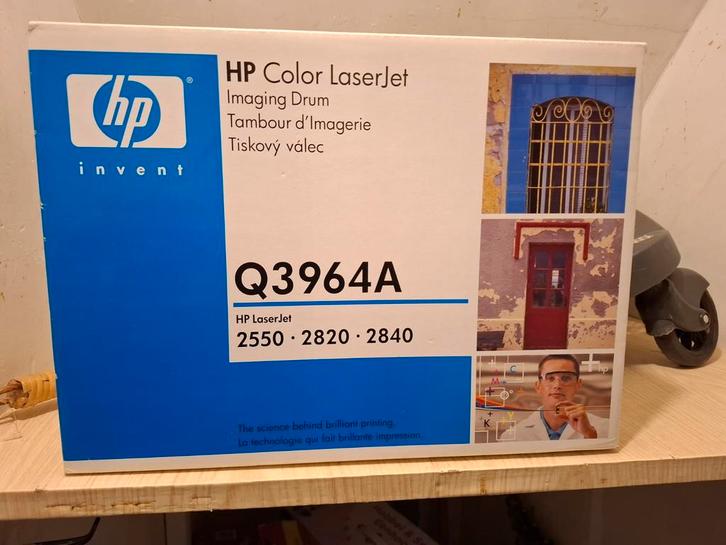 hp
®
invent
HP Color LaserJet
Imaging Drum
Tambour d'Imagerie
Tiskový válec
Q3964A
HP LaserJet
2550 · 2820 · 2840
The science behind brilliant printing.
La technologie qui fait brillante impression.
C
M
+hp
Y
K